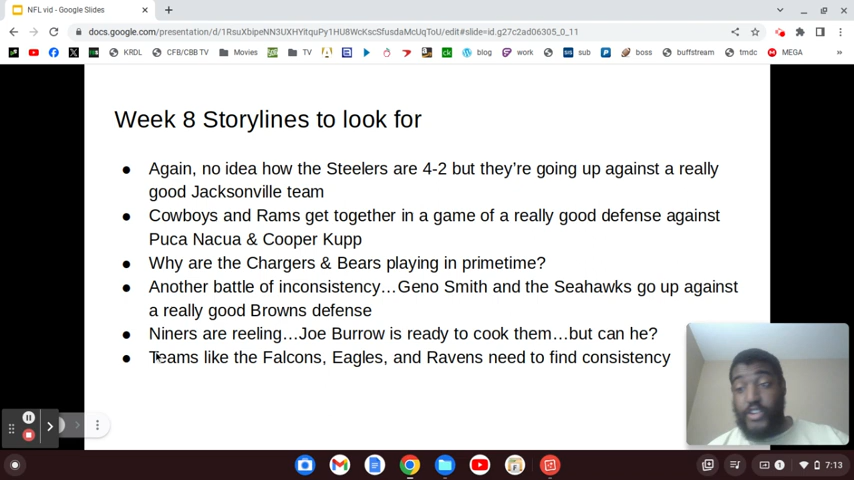 NFL vid - Google Slides
docs.google.com/presentation/d/1RsuXbipeNN3UXHYitquPy1HU8WcKscSfusdaMcUqToU/edit#slide=id.g27c2ad06305_0_11
KRDL
CFB/CBB TV
Movies
TV
blog
work
sub
boss
buffstream
tmdc
MEGA
Week 8 Storylines to look for
● Again, no idea how the Steelers are 4-2 but they're going up against a really
good Jacksonville team
● Cowboys and Rams get together in a game of a really good defense against
Puca Nacua & Cooper Kupp
● Why are the Chargers & Bears playing in primetime?
● Another battle of inconsistency…Geno Smith and the Seahawks go up against
a really good Browns defense
● Niners are reeling…Joe Burrow is ready to cook them…but can he?
● Teams like the Falcons, Eagles, and Ravens need to find consistency
1
7:13